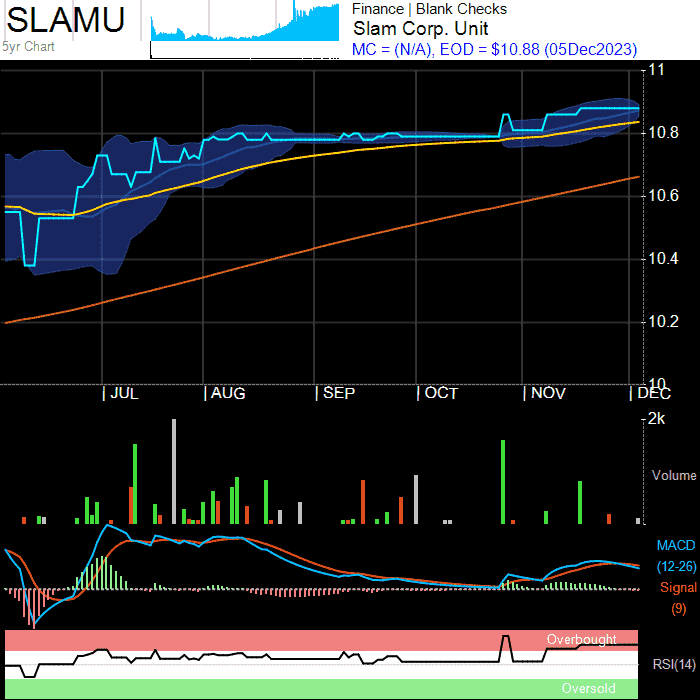 SLAMU
5yr Chart
Finance | Blank Checks
Slam Corp. Unit
MC = (N/A), EOD = $10.88 (05Dec2023)
11
10.8
10.6
10.4
10.2
10
JUL AUG SEP OCT NOV DEC
2k
Volume
MACD
(12-26)
Signal
(9)
Overbought
RSI(14)
Oversold